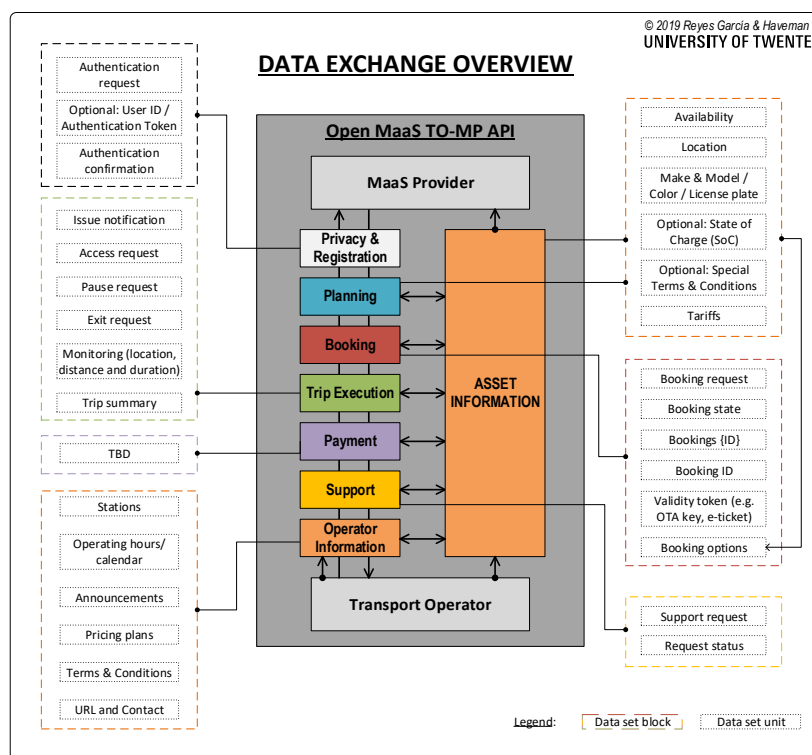 © 2019 Reyes García & Haveman
UNIVERSITY OF TWENTE
DATA EXCHANGE OVERVIEW
Authentication
request
Optional: User ID /
Authentication Token
Authentication
confirmation
Issue notification
Access request
Pause request
Exit request
Monitoring (location,
distance and duration)
Trip summary
TBD
Stations
Operating hours/
calendar
Announcements
Pricing plans
Terms & Conditions
URL and Contact
Open MaaS TO-MP API
MaaS Provider
Privacy &
Registration
Planning
Booking
Trip Execution
Payment
Support
Operator
Information
ASSET
INFORMATION
Transport Operator
Availability
Location
Make & Model /
Color / License plate
Optional: State of
Charge (SoC)
Optional: Special
Terms & Conditions
Tariffs
Booking request
Booking state
Bookings {ID}
Booking ID
Validity token (e.g.
OTA key, e-ticket)
Booking options
Support request
Request status
Legend:
Data set block
Data set unit